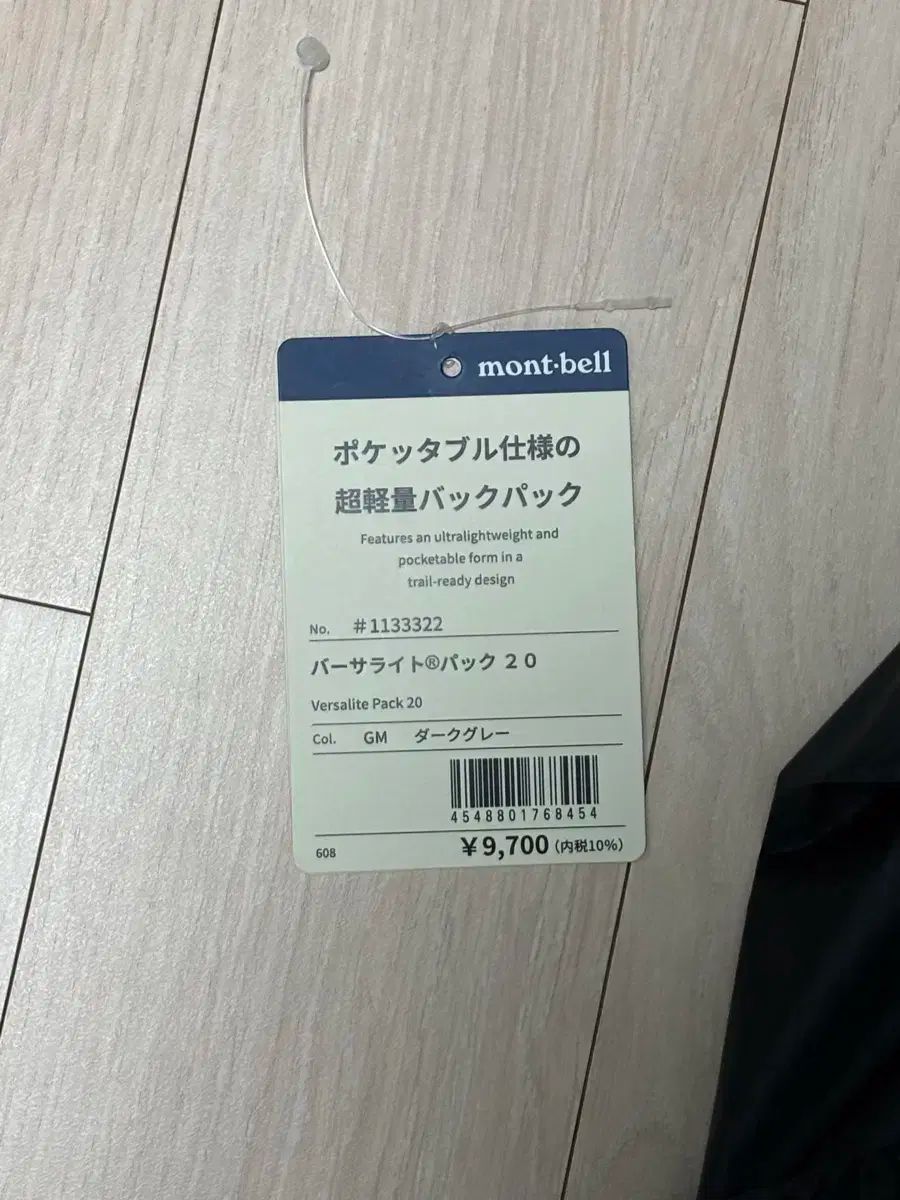 mont·bell
ポケッタブル仕様の
超軽量バックパック
Features an ultralightweight and
pocketable form in a
trail-ready design
No. #1133322
バーサライト®パック 20
Versalite Pack 20
Col. GM ダークグレー
4548801768454
608 ¥9,700(内税10%)